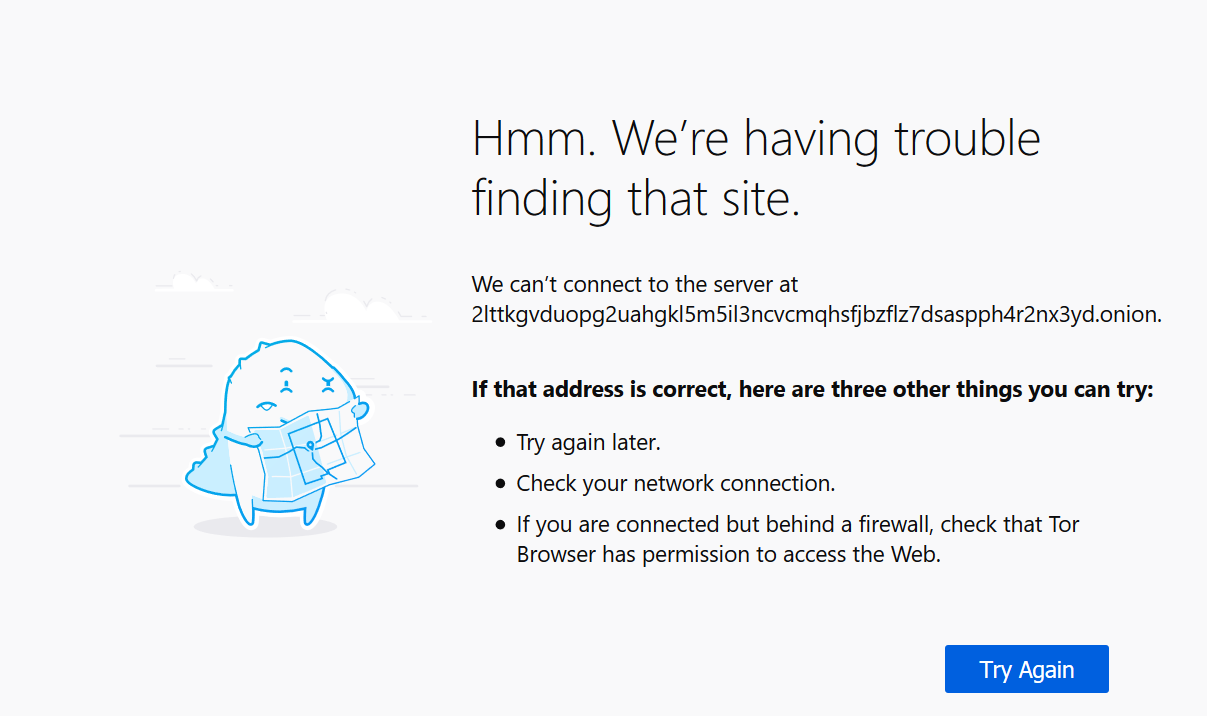 Hmm. We’re having trouble
finding that site.
We can’t connect to the server at
2lttkgvduopg2uahgkl5m5il3ncvcmqhsfjbzflz7dsaspph4r2nx3yd.onion.
If that address is correct, here are three other things you can try:
Try again later.
Check your network connection.
If you are connected but behind a firewall, check that Tor
Browser has permission to access the Web.
Try Again